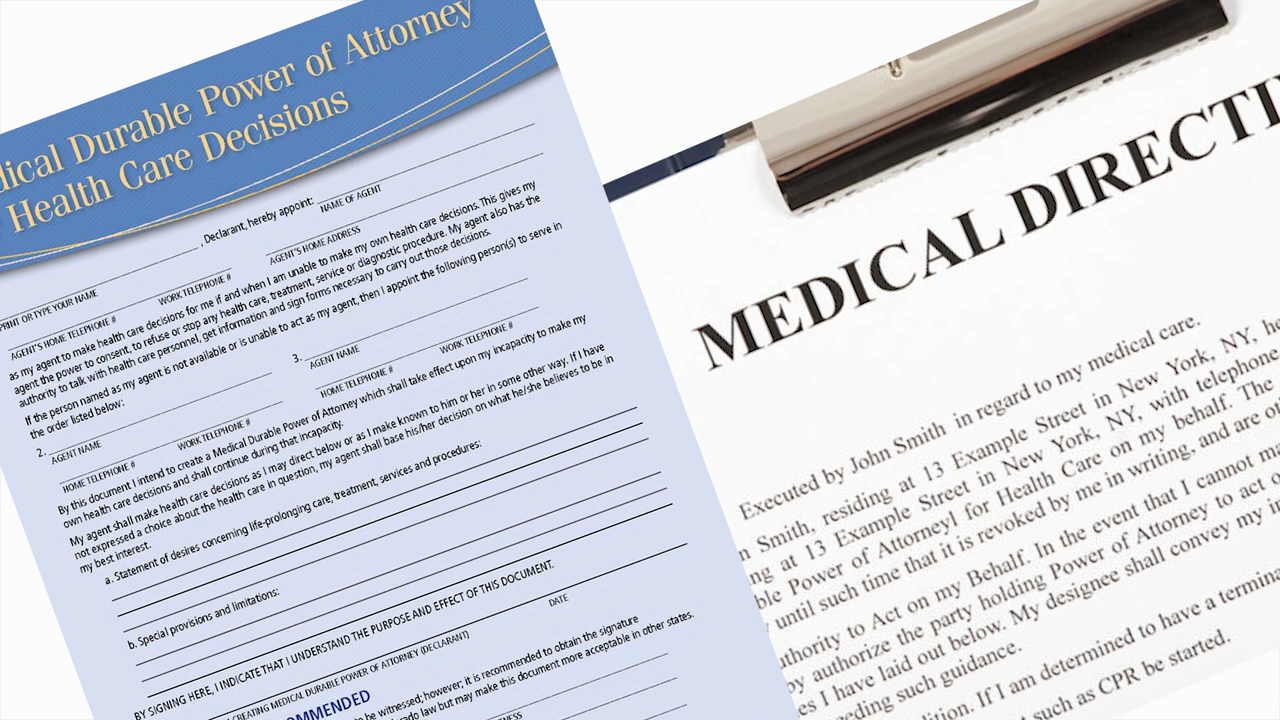 dical Durable Power of Attorney
Health Care Decisions
, Declarant, hereby appoint:
PRINT OR TYPE YOUR NAME
NAME OF AGENT
AGENT'S HOME TELEPHONE #
WORK TELEPHONE #
AGENT'S HOME ADDRESS
as my agent to make health care decisions for me if and when I am unable to make my own health care decisions. This gives my
agent the power to consent, to refuse or stop any health care, treatment, service or diagnostic procedure. My agent also has the
authority to talk with health care personnel, get information and sign forms necessary to carry out those decisions.
If the person named as my agent is not available or is unable to act as my agent, then I appoint the following person(s) to serve in
the order listed below:
2.
AGENT NAME
HOME TELEPHONE #
WORK TELEPHONE #
3.
AGENT NAME
HOME TELEPHONE #
WORK TELEPHONE #
By this document I intend to create a Medical Durable Power of Attorney which shall take effect upon my incapacity to make my
own health care decisions and shall continue during that incapacity.
My agent shall make health care decisions as I may direct below or as I make known to him or her in some other way. If I have
not expressed a choice about the health care in question, my agent shall base his/her decision on what he/she believes to be in
my best interest.
a. Statement of desires concerning life-prolonging care, treatment, services and procedures:
b. Special provisions and limitations:
BY SIGNING HERE, I INDICATE THAT I UNDERSTAND THE PURPOSE AND EFFECT OF THIS DOCUMENT.
CREATING MEDICAL DURABLE POWER OF ATTORNEY (DECLARANT)
DATE
OMMENDED
be witnessed; however, it is recommended to obtain the signature
rado law but may make this document more acceptable in other states.
NESS
MEDICAL DIRECTI
Executed by John Smith in regard to my medical care.
n Smith, residing at 13 Example Street in New York, NY, ha
ng at 13 Example Street in New York, NY, with telephone
ble Power of Attorneyl for Health Care on my behalf. The
y until such time that it is revoked by me in writing, and are of
uthority to Act on my Behalf. In the event that I cannot ma
by authorize the party holding Power of Attorney to act o
es I have laid out below. My designee shall convey my in
eeding such guidance.
dition. If I am determined to have a termina
t such as CPR be started.